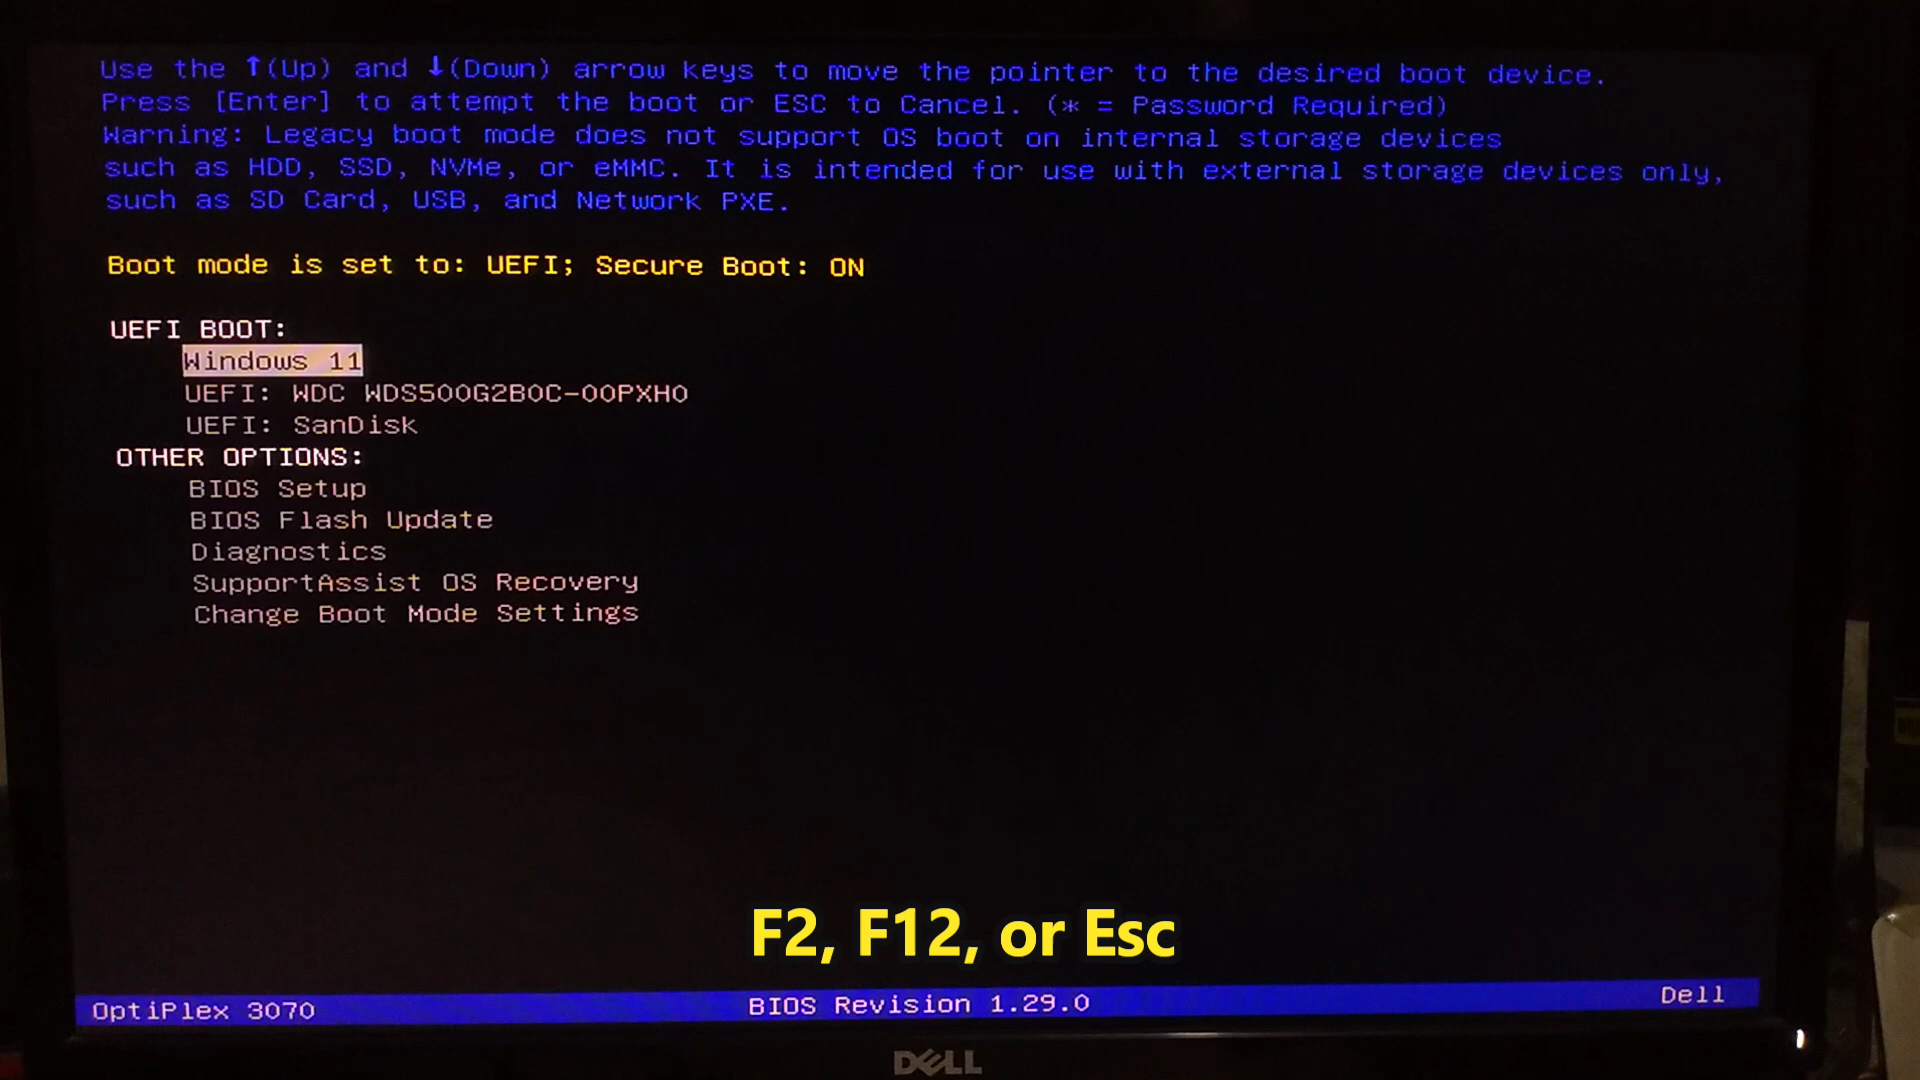 Use the ↑(Up) and ↓(Down) arrow keys to move the pointer to the desired boot device.
Press [Enter] to attempt the boot or ESC to Cancel. (* = Password Required)
Warning: Legacy boot mode does not support OS boot on internal storage devices
such as HDD, SSD, NVMe, or eMMC. It is intended for use with external storage devices only,
such as SD Card, USB, and Network PXE.
Boot mode is set to: UEFI; Secure Boot: ON
UEFI BOOT:
Windows 11
UEFI: WDC WDS500G2B0C-00PXH0
UEFI: SanDisk
OTHER OPTIONS:
BIOS Setup
BIOS Flash Update
Diagnostics
SupportAssist OS Recovery
Change Boot Mode Settings
F2, F12, or Esc
OptiPlex 3070 BIOS Revision 1.29.0 Dell
DELL